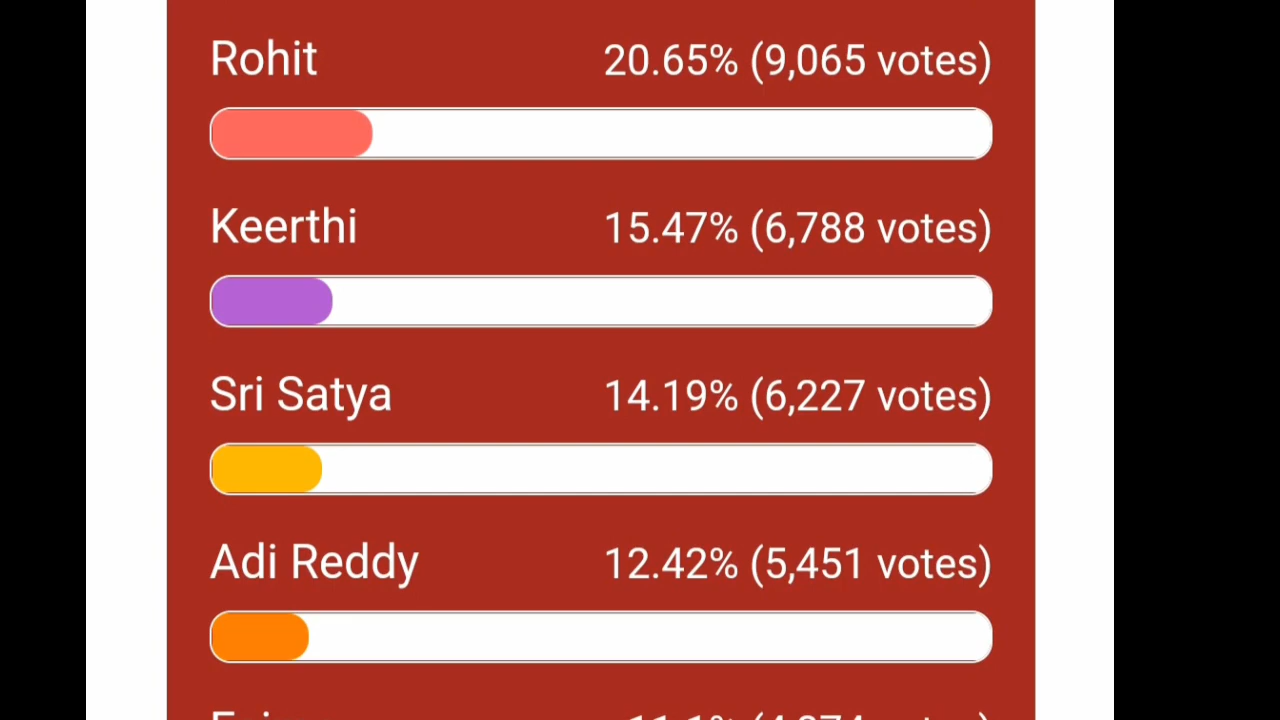 Rohit 20.65% (9,065 votes)
Keerthi 15.47% (6,788 votes)
Sri Satya 14.19% (6,227 votes)
Adi Reddy 12.42% (5,451 votes)